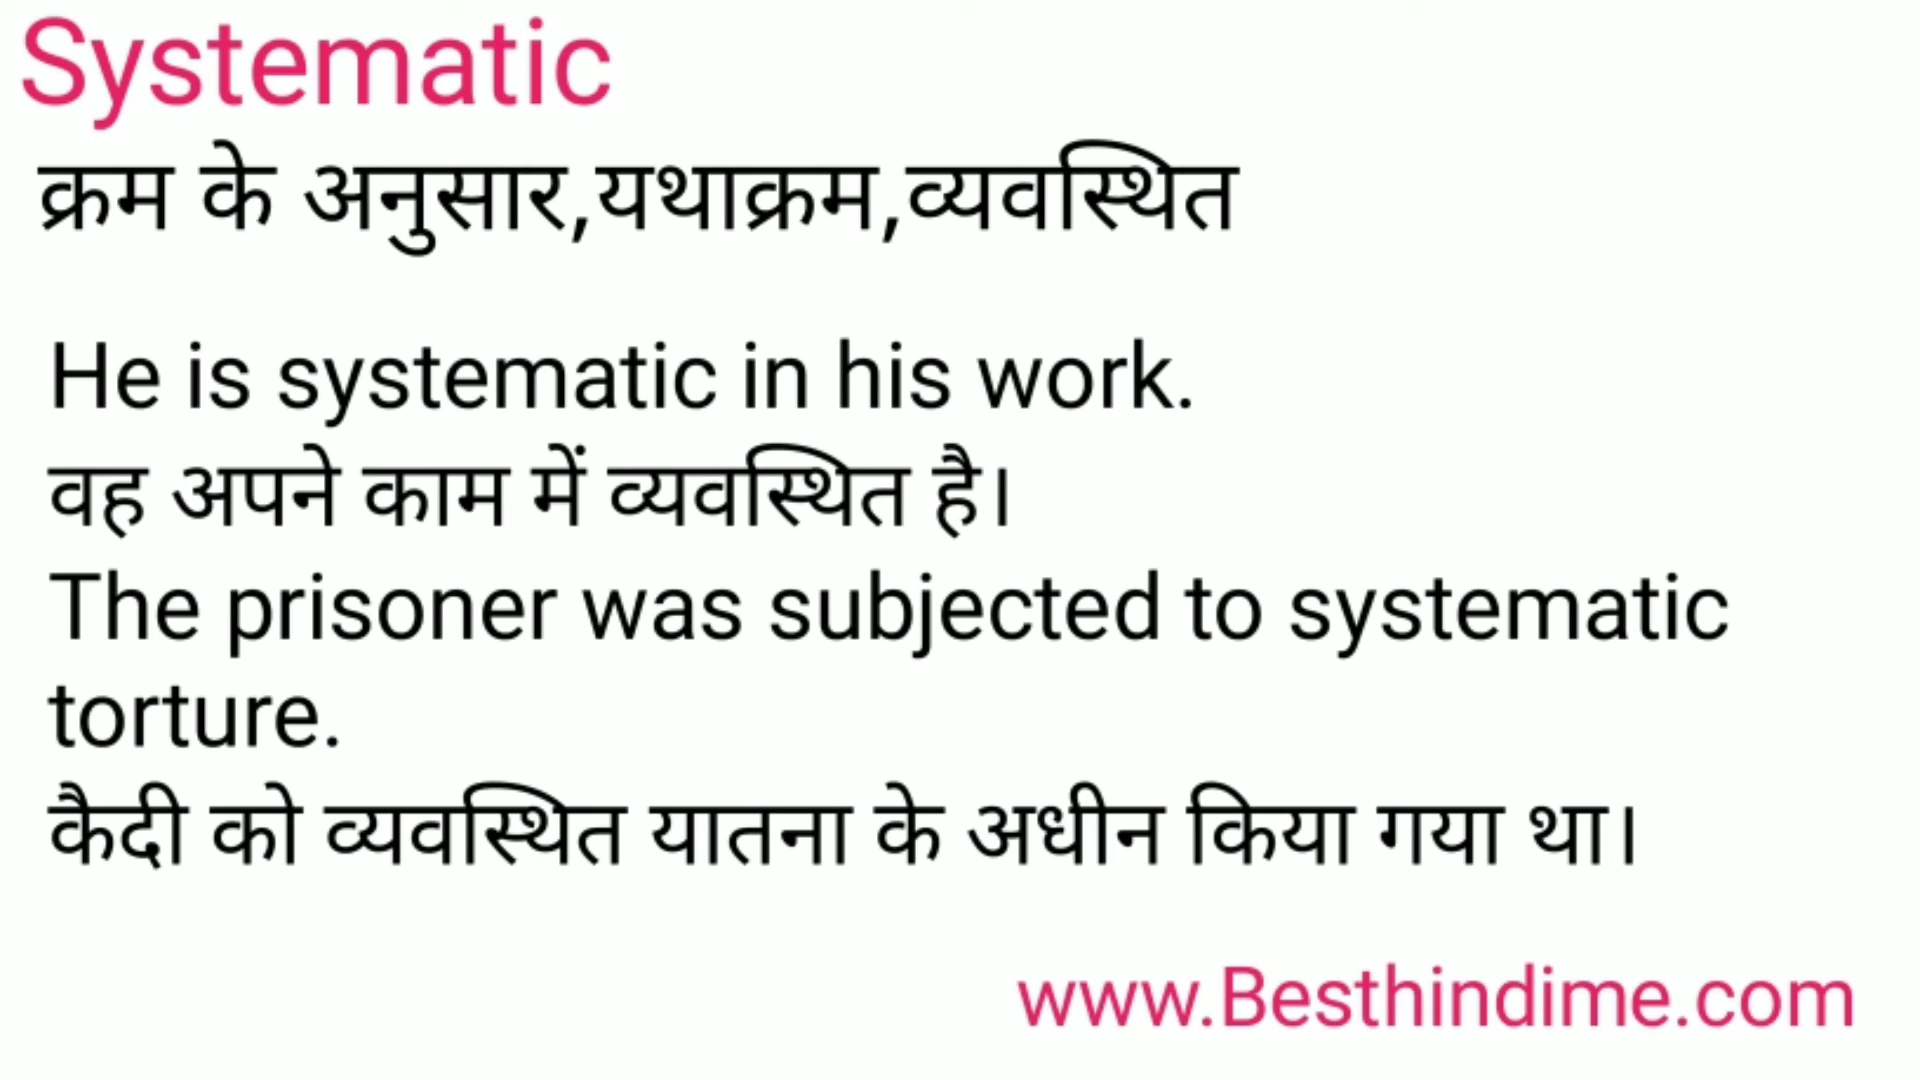 Systematic
क्रम के अनुसार,यथाक्रम,व्यवस्थित
He is systematic in his work.
वह अपने काम में व्यवस्थित है।
The prisoner was subjected to systematic
torture.
कैदी को व्यवस्थित यातना के अधीन किया गया था।
www.Besthindime.com